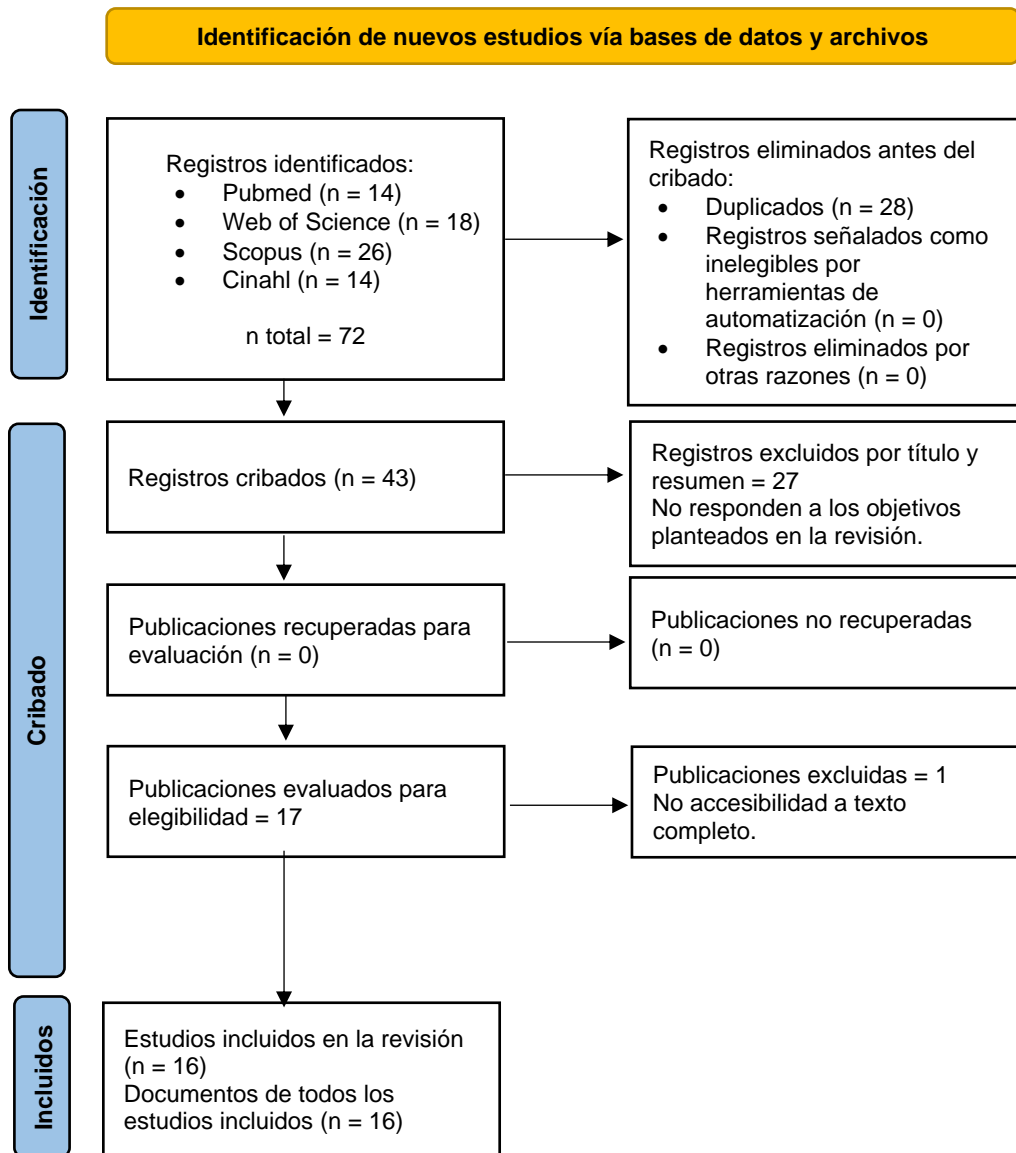 Identificación de nuevos estudios vía bases de datos y archivos
Identificación
Registros identificados:
• Pubmed (n = 14)
• Web of Science (n = 18)
• Scopus (n = 26)
• Cinahl (n = 14)
n total = 72
Registros eliminados antes del
cribado:
• Duplicados (n = 28)
• Registros señalados como
inelegibles por
herramientas de
automatización (n = 0)
• Registros eliminados por
otras razones (n = 0)
Cribado
Registros cribados (n = 43)
Registros excluidos por título y
resumen = 27
No responden a los objetivos
planteados en la revisión.
Publicaciones recuperadas para
evaluación (n = 0)
Publicaciones no recuperadas
(n = 0)
Publicaciones evaluados para
elegibilidad = 17
Publicaciones excluidas = 1
No accesibilidad a texto
completo.
Incluidos
Estudios incluidos en la revisión
(n = 16)
Documentos de todos los
estudios incluidos (n = 16)